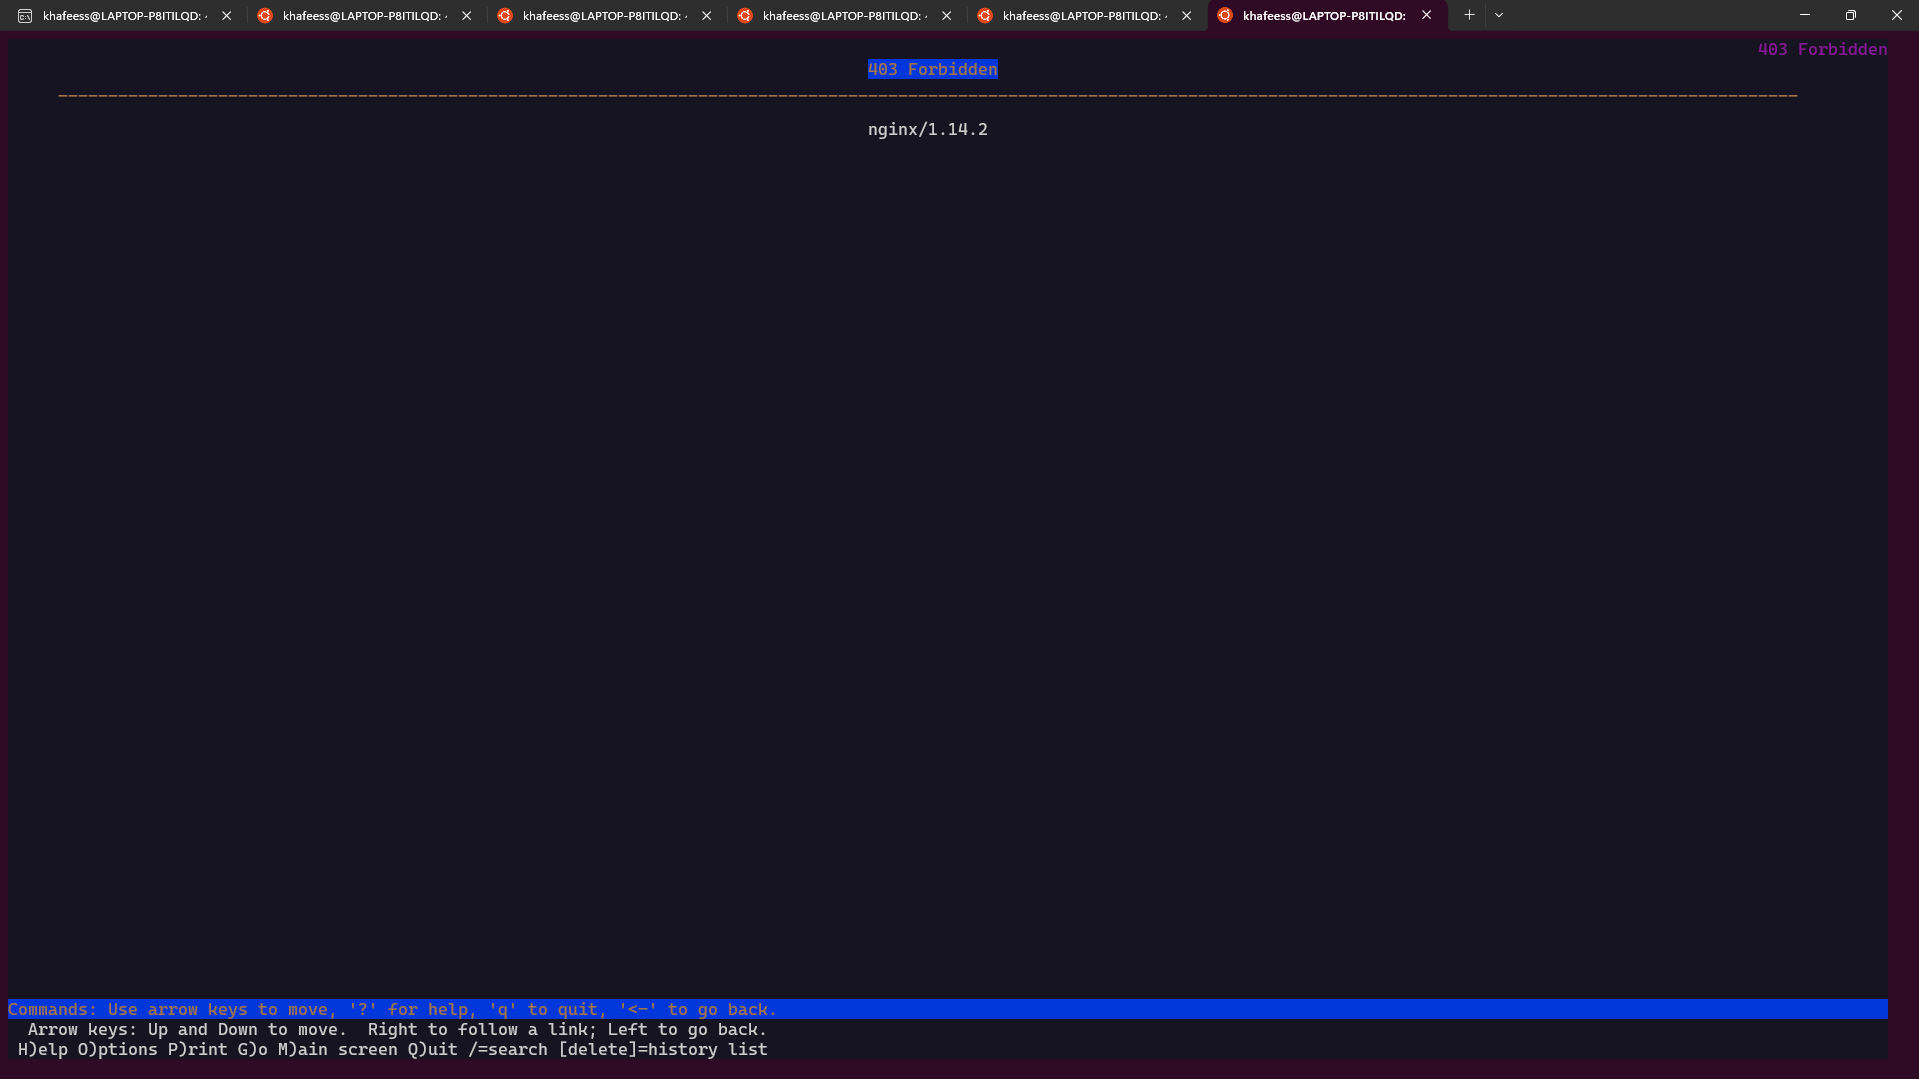 khafeess@LAPTOP-P8ITILQD: khafeess@LAPTOP-P8ITILQD: khafeess@LAPTOP-P8ITILQD: khafeess@LAPTOP-P8ITILQD: khafeess@LAPTOP-P8ITILQD: khafeess@LAPTOP-P8ITILQD:
403 Forbidden
403 Forbidden
nginx/1.14.2
Commands: Use arrow keys to move, '?' for help, 'q' to quit, '<-' to go back.
Arrow keys: Up and Down to move.  Right to follow a link; Left to go back.
H)elp O)ptions P)rint G)o M)ain screen Q)uit /=search [delete]=history list